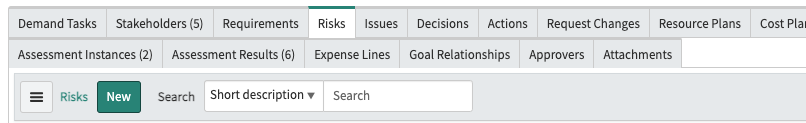 Demand Tasks Stakeholders (5) Requirements Risks Issues Decisions Actions Request Changes Resource Plans Cost Pla
Assessment Instances (2) Assessment Results (6) Expense Lines Goal Relationships Approvers Attachments
Risks New Search Short description Search